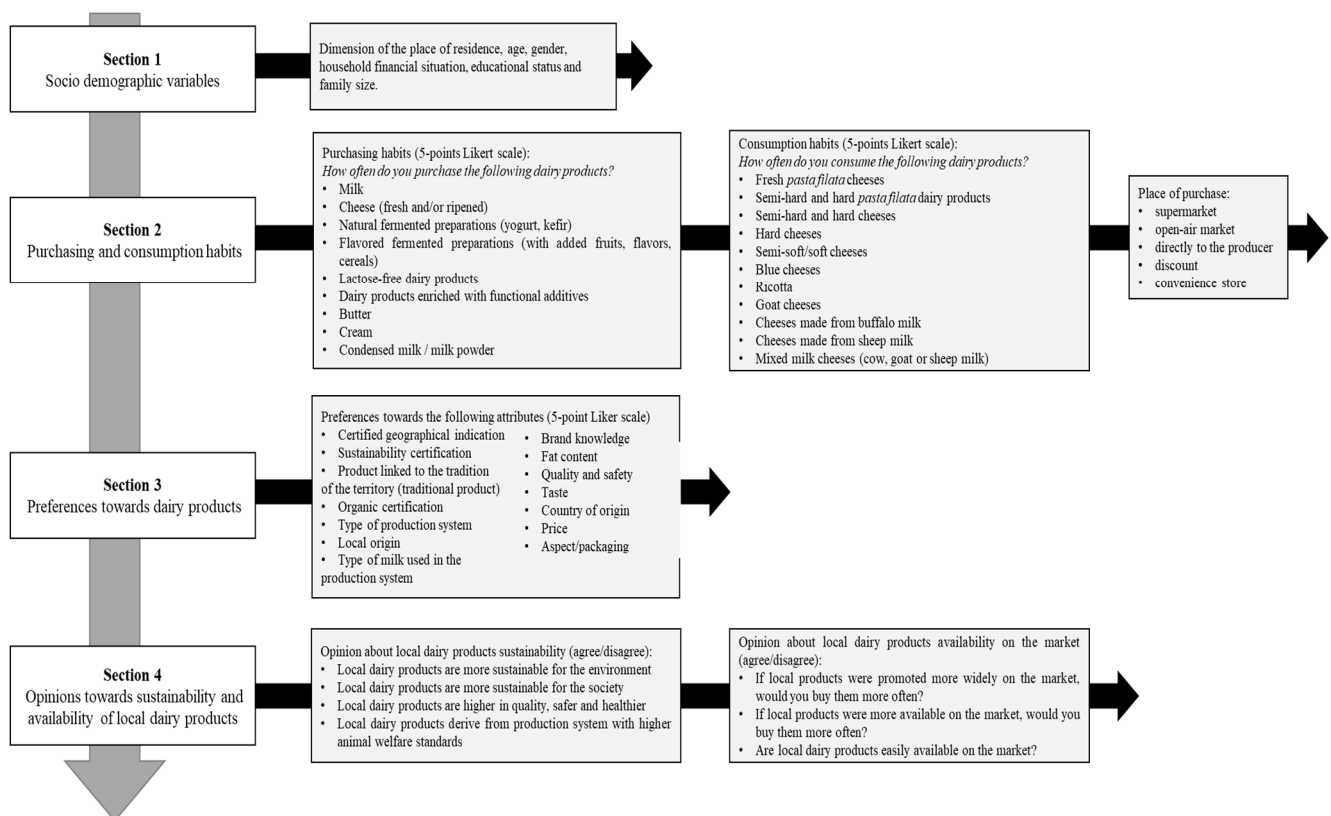 Section 1
Socio demographic variables
Dimension of the place of residence, age, gender,
household financial situation, educational status and
family size.
Section 2
Purchasing and consumption habits
Purchasing habits (5-points Likert scale):
How often do you purchase the following dairy products?
• Milk
• Cheese (fresh and/or ripened)
• Natural fermented preparations (yogurt, kefir)
• Flavored fermented preparations (with added fruits, flavors,
cereals)
• Lactose-free dairy products
• Dairy products enriched with functional additives
• Butter
• Cream
• Condensed milk / milk powder
Consumption habits (5-points Likert scale):
How often do you consume the following dairy products?
• Fresh pasta filata cheeses
• Semi-hard and hard pasta filata dairy products
• Semi-hard and hard cheeses
• Hard cheeses
• Semi-soft/soft cheeses
• Blue cheeses
• Ricotta
• Goat cheeses
• Cheeses made from buffalo milk
• Cheeses made from sheep milk
• Mixed milk cheeses (cow, goat or sheep milk)
Place of purchase:
• supermarket
• open-air market
• directly to the producer
• discount
• convenience store
Section 3
Preferences towards dairy products
Preferences towards the following attributes (5-point Liker scale)
• Certified geographical indication
• Sustainability certification
• Product linked to the tradition
of the territory (traditional product)
• Organic certification
• Type of production system
• Local origin
• Type of milk used in the
production system
• Brand knowledge
• Fat content
• Quality and safety
• Taste
• Country of origin
• Price
• Aspect/packaging
Section 4
Opinions towards sustainability and
availability of local dairy products
Opinion about local dairy products sustainability (agree/disagree):
• Local dairy products are more sustainable for the environment
• Local dairy products are more sustainable for the society
• Local dairy products are higher in quality, safer and healthier
• Local dairy products derive from production system with higher
animal welfare standards
Opinion about local dairy products availability on the market
(agree/disagree):
• If local products were promoted more widely on the market,
would you buy them more often?
• If local products were more available on the market, would you
buy them more often?
• Are local dairy products easily available on the market?